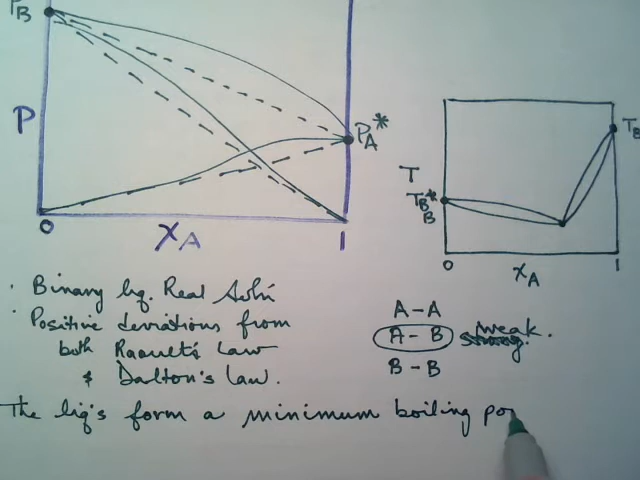 P_B
P
P_A*
0
X_A
1
T
T_B*
B
T_B
0
X_A
1
· Binary liq. Real Sol'n
· Positive deviations from
both Raoult's Law
& Dalton's Law.
A-A
A-B weak.
B-B
The liq's form a minimum boiling po